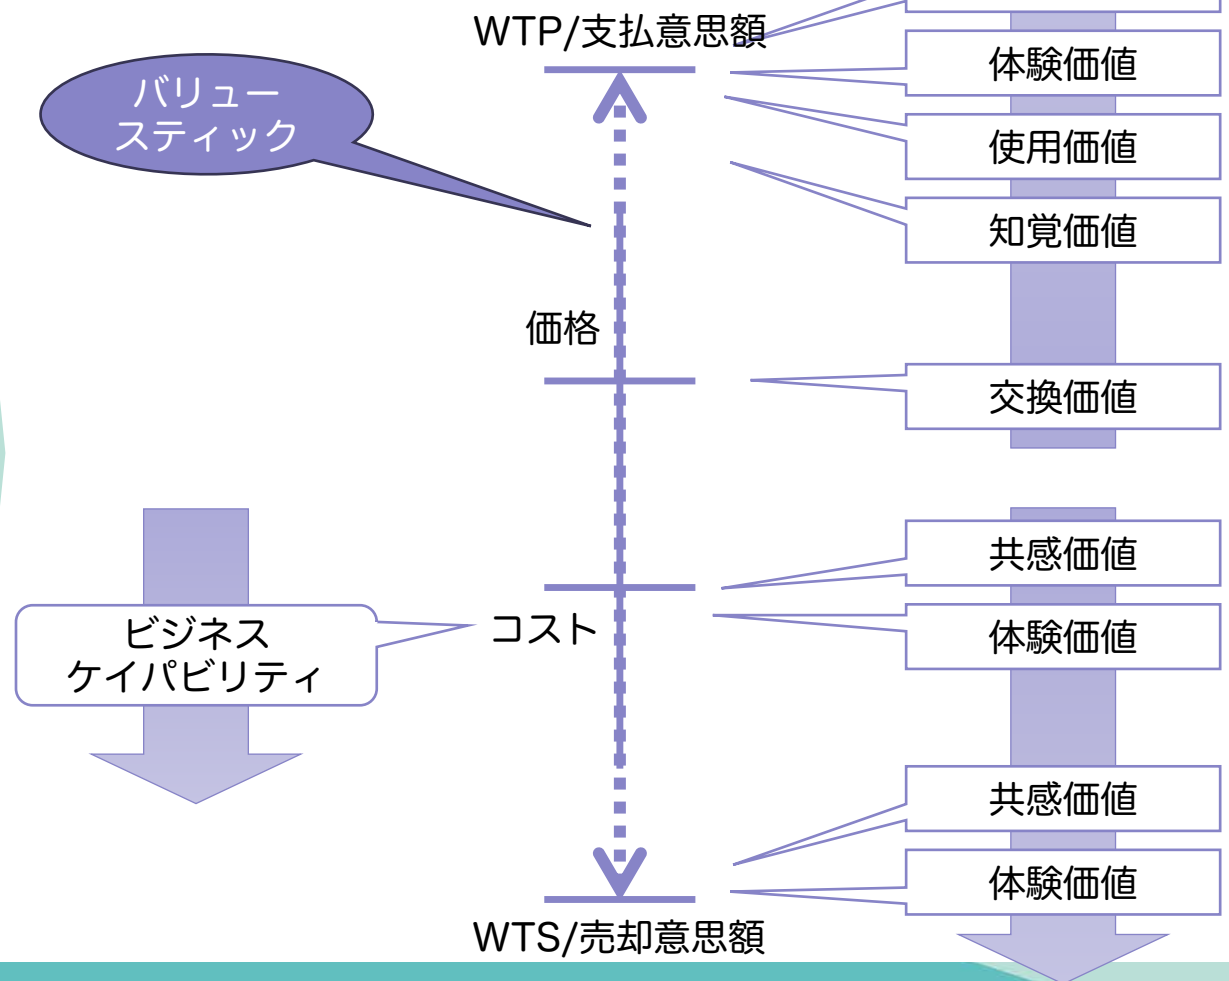 WTP/支払意思額
体験価値
バリュー
スティック
使用価値
知覚価値
価格
交換価値
共感価値
ビジネス
ケイパビリティ
コスト
体験価値
共感価値
体験価値
WTS/売却意思額